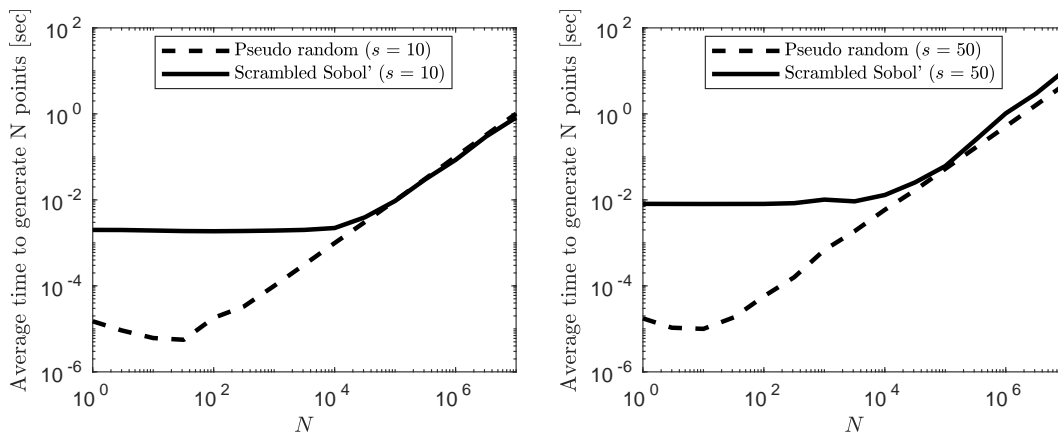 Average time to generate N points [sec]
10^2
10^0
10^-2
10^-4
10^-6
Pseudo random (s = 10)
Scrambled Sobol' (s = 10)
10^0 10^2 10^4 10^6
N
Average time to generate N points [sec]
10^2
10^0
10^-2
10^-4
10^-6
Pseudo random (s = 50)
Scrambled Sobol' (s = 50)
10^0 10^2 10^4 10^6
N